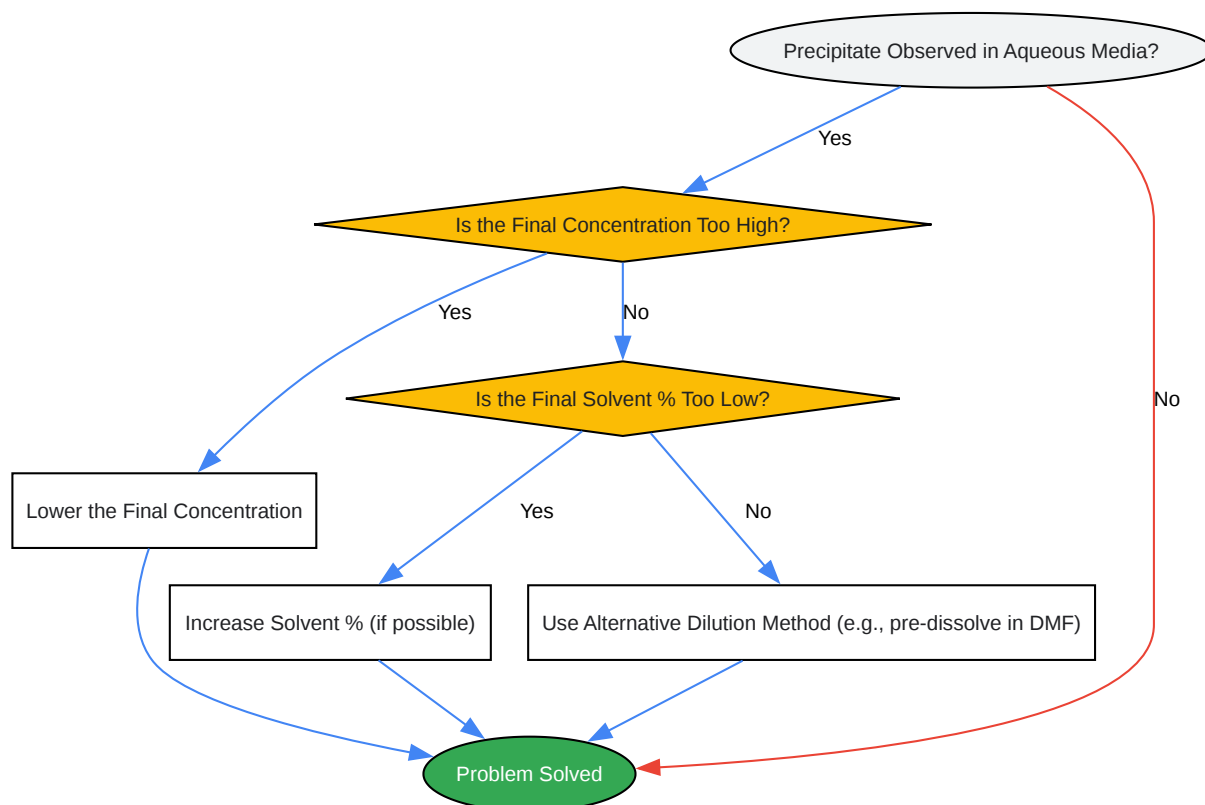 Precipitate Observed in Aqueous Media?
Yes
Is the Final Concentration Too High?
Yes
No
Is the Final Solvent % Too Low?
No
Lower the Final Concentration
Yes
No
Increase Solvent % (if possible)
Use Alternative Dilution Method (e.g., pre-dissolve in DMF)
Problem Solved